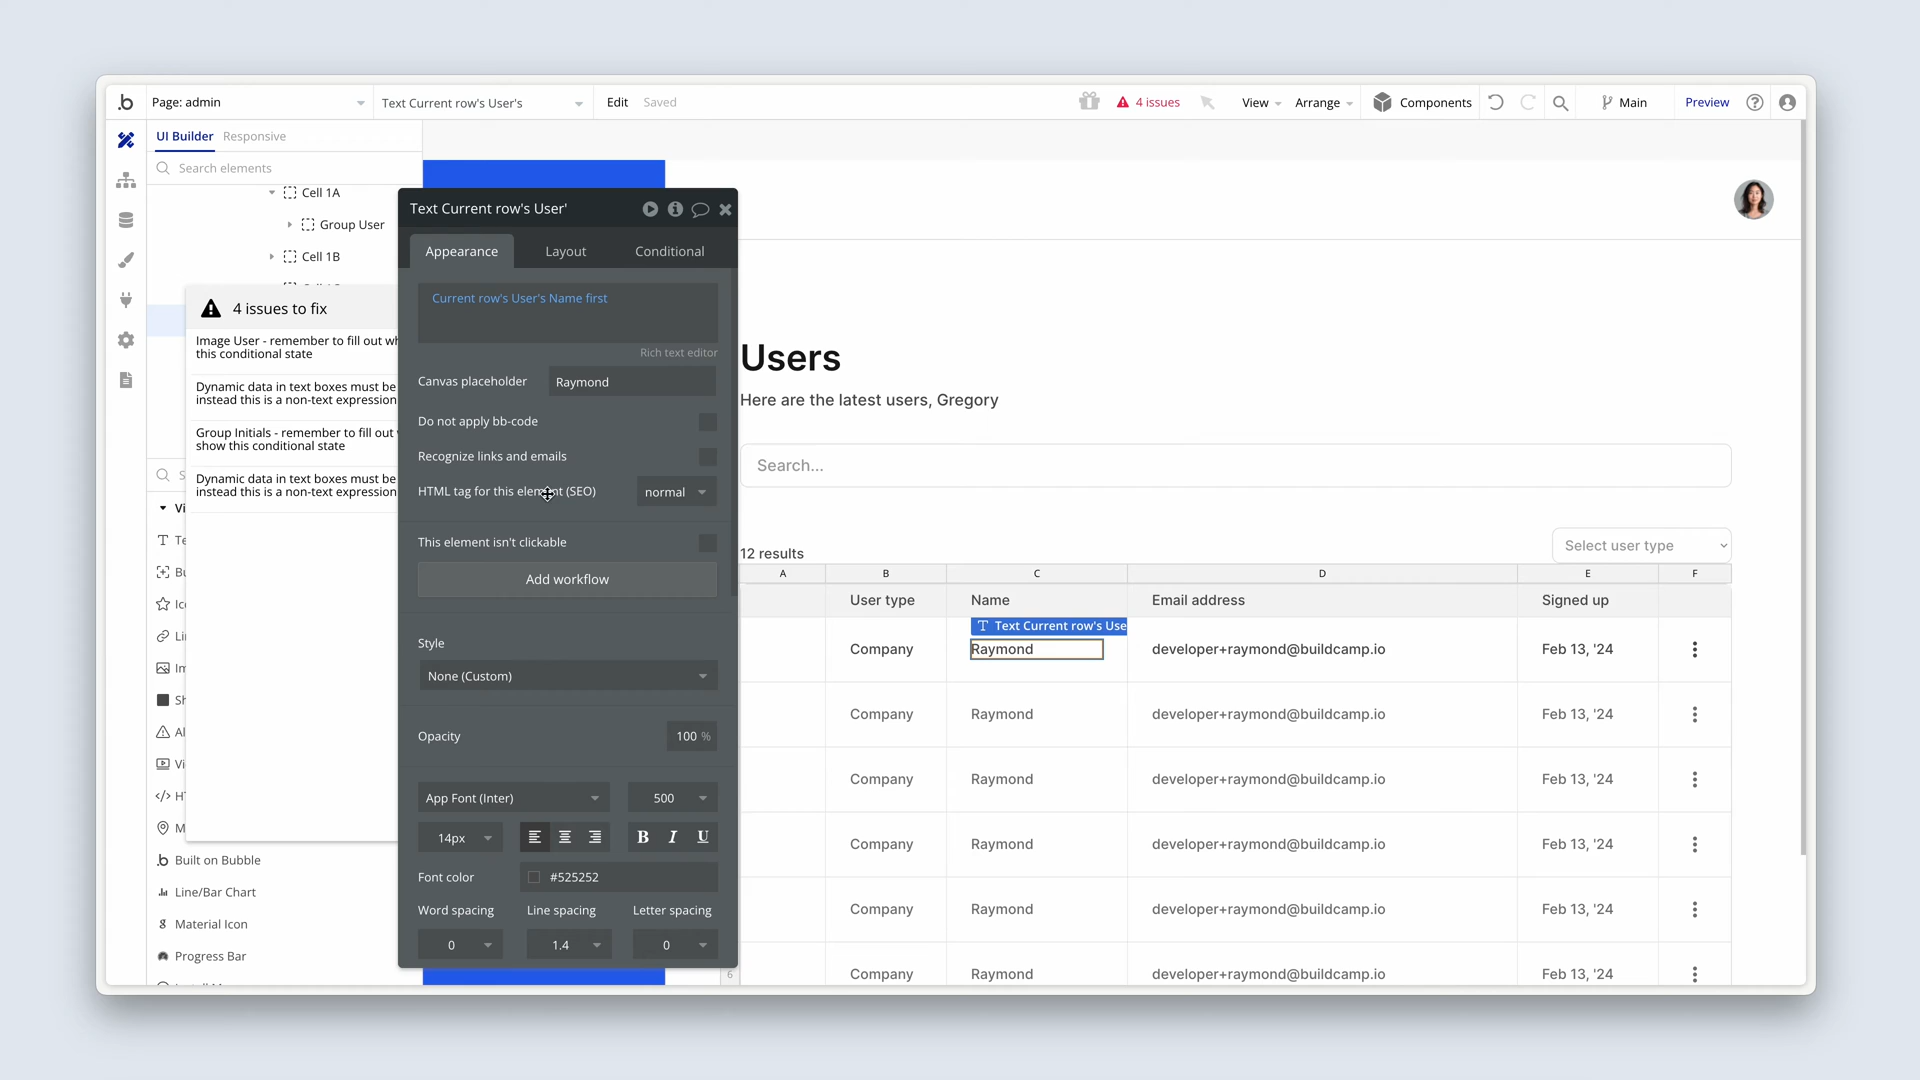 Page: admin
Text Current row's User's
Edit
Saved
4 issues
View
Arrange
Components
Main
Preview
UI Builder
Responsive
Search elements
Cell 1A
Group User
Cell 1B
4 issues to fix
Image User - remember to fill out
this conditional state
Dynamic data in text boxes must be
instead this is a non-text expression
Group Initials - remember to fill out
show this conditional state
Dynamic data in text boxes must be
instead this is a non-text expression
Built on Bubble
Line/Bar Chart
Material Icon
Progress Bar
Text Current row's User'
Appearance
Layout
Conditional
Current row's User's Name first
Rich text editor
Canvas placeholder
Raymond
Do not apply bb-code
Recognize links and emails
HTML tag for this element (SEO)
normal
This element isn't clickable
Add workflow
Style
None (Custom)
Opacity
100 %
App Font (Inter)
500
14px
B I U
Font color
#525252
Word spacing
Line spacing
Letter spacing
0
1.4
0
Users
Here are the latest users, Gregory
Search...
12 results
Select user type
A B C D E F
User type Name Email address Signed up
T Text Current row's Use
Company Raymond developer+raymond@buildcamp.io Feb 13, '24
Company Raymond developer+raymond@buildcamp.io Feb 13, '24
Company Raymond developer+raymond@buildcamp.io Feb 13, '24
Company Raymond developer+raymond@buildcamp.io Feb 13, '24
Company Raymond developer+raymond@buildcamp.io Feb 13, '24
6 Company Raymond developer+raymond@buildcamp.io Feb 13, '24